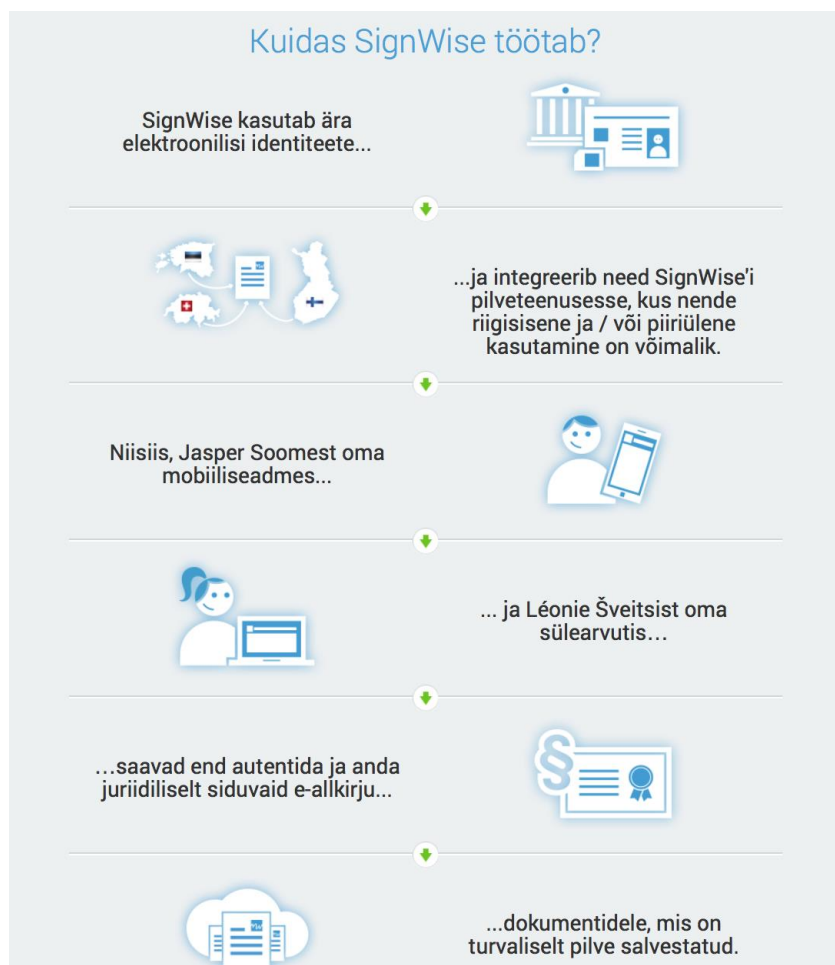 Kuidas SignWise töötab?
SignWise kasutab ära
elektroonilisi identiteete...
...ja integreerib need SignWise'i
pilveteenusesse, kus nende
riigisisene ja / või piiriülene
kasutamine on võimalik.
Niisiis, Jasper Soomest oma
mobiiliseadmes...
... ja Léonie Šveitsist oma
sülearvutis…
…saavad end autentida ja anda
juriidiliselt siduvaid e-allkirju...
...dokumentidele, mis on
turvaliselt pilve salvestatud.